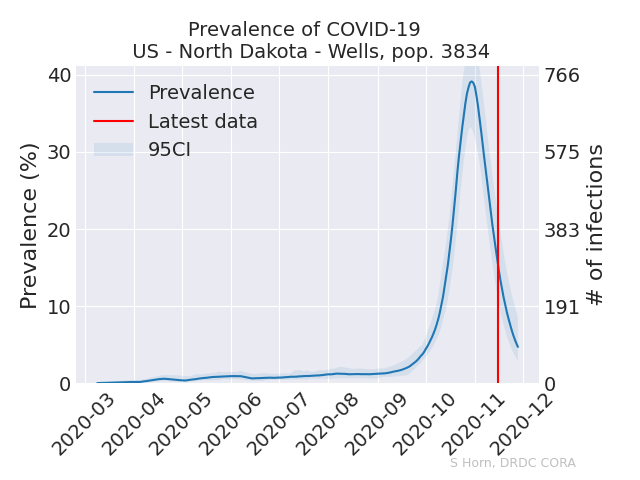 Prevalence of COVID-19
US - North Dakota - Wells, pop. 3834
Prevalence (%)
40
30
20
10
0
Prevalence
Latest data
95CI
766
575
383
191
0
# of infections
2020-03
2020-04
2020-05
2020-06
2020-07
2020-08
2020-09
2020-10
2020-11
2020-12
S Horn, DRDC CORA